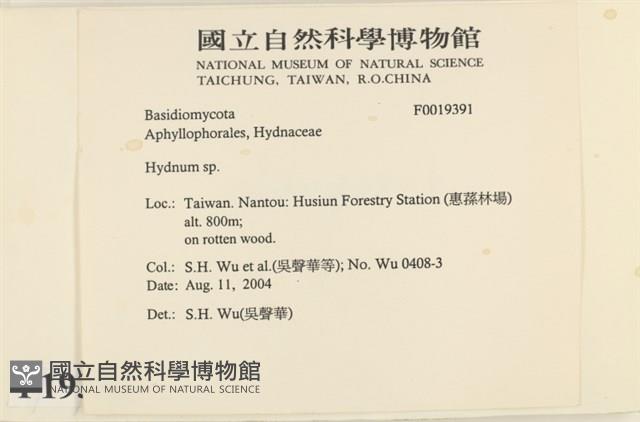 國立自然科學博物館
NATIONAL MUSEUM OF NATURAL SCIENCE
TAICHUNG, TAIWAN, R.O.CHINA
Basidiomycota F0019391
Aphyllophorales, Hydnaceae
Hydnum sp.
Loc.: Taiwan. Nantou: Husiun Forestry Station (惠蓀林場)
alt. 800m;
on rotten wood.
Col.: S.H. Wu et al.(吳聲華等); No. Wu 0408-3
Date: Aug. 11, 2004
Det.: S.H. Wu(吳聲華)
國立自然科學博物館
NATIONAL MUSEUM OF NATURAL SCIENCE